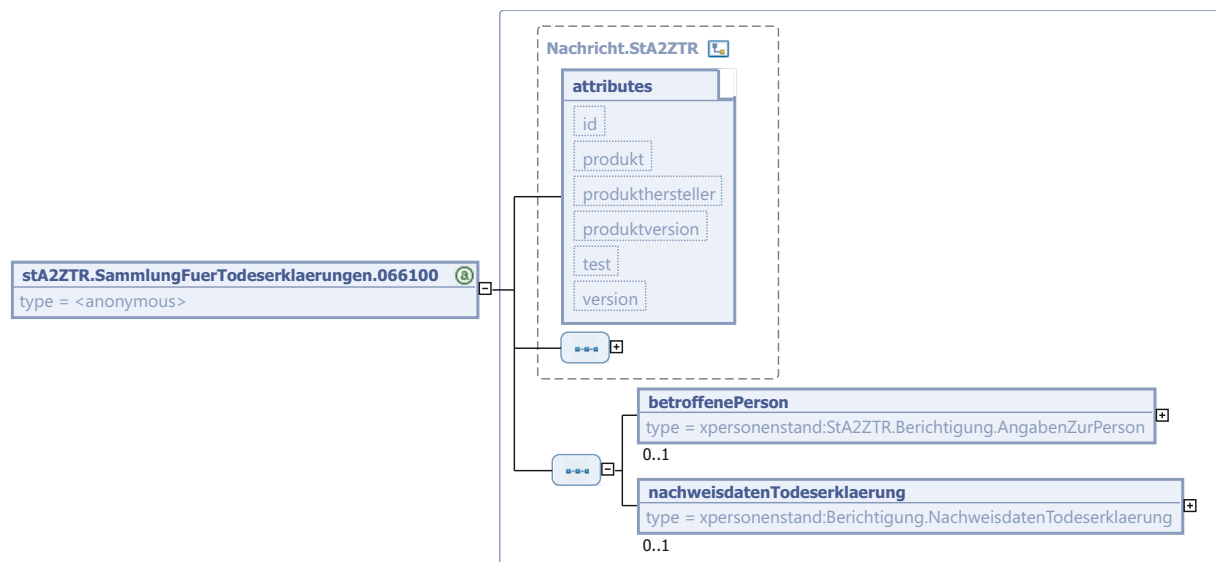 Nachricht.StA2ZTR
attributes
id
produkt
produkthersteller
produktversion
test
version
stA2ZTR.SammlungFuerTodeserklaerungen.066100 a
type = <anonymous>
betroffenePerson
type = xpersonenstand:StA2ZTR.Berichtigung.AngabenZurPerson
0..1
nachweisdatenTodeserklaerung
type = xpersonenstand:Berichtigung.NachweisdatenTodeserklaerung
0..1